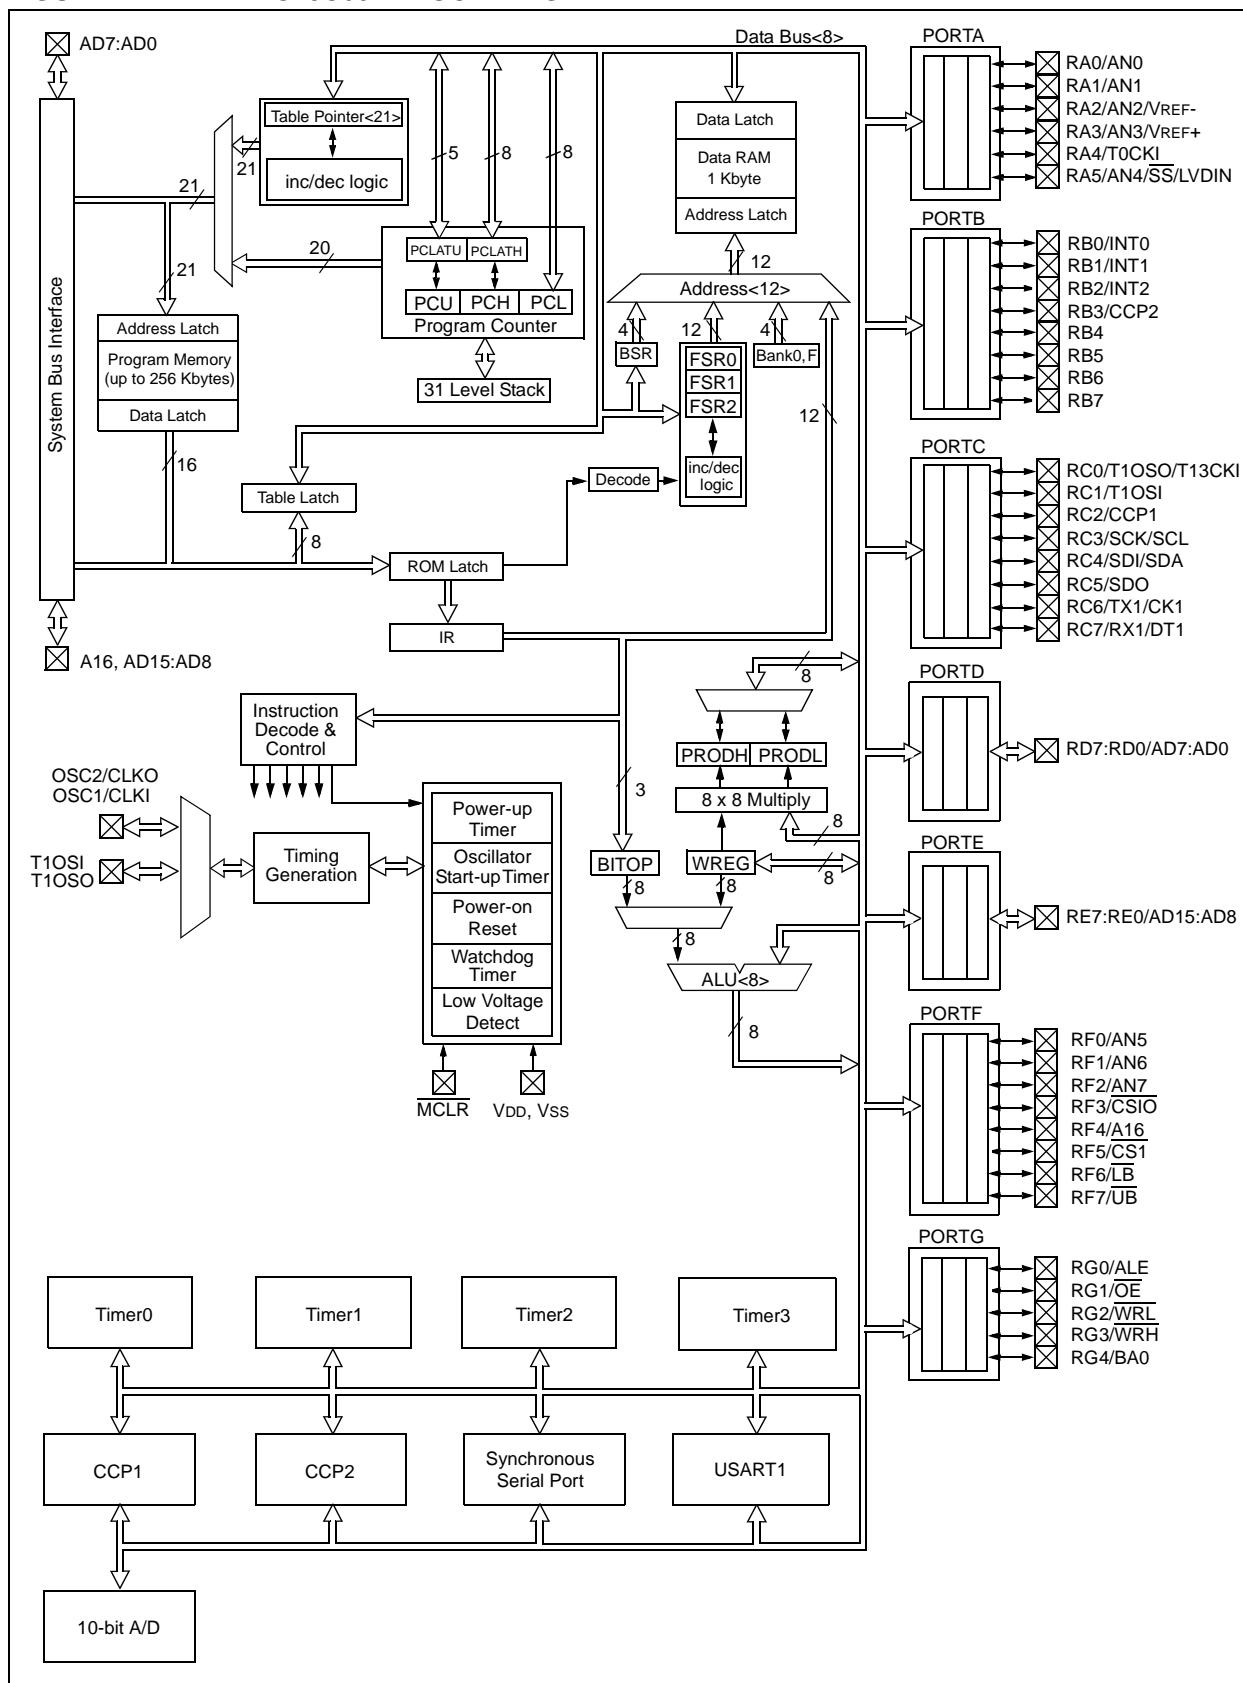 AD7:AD0
Data Bus<8>
Table Pointer<21>
inc/dec logic
21
21
5
8
8
20
PCLATU PCLATH
PCU PCH PCL
Program Counter
31 Level Stack
System Bus Interface
21
Address Latch
Program Memory
(up to 256 Kbytes)
Data Latch
16
Table Latch
8
ROM Latch
IR
Decode
A16, AD15:AD8
Data Latch
Data RAM
1 Kbyte
Address Latch
12
Address<12>
4
12
4
BSR
FSR0
FSR1
FSR2
Bank0,F
12
inc/dec
logic
Instruction
Decode &
Control
OSC2/CLKO
OSC1/CLKI
T1OSI
T1OSO
Timing
Generation
Power-up
Timer
Oscillator
Start-up Timer
Power-on
Reset
Watchdog
Timer
Low Voltage
Detect
MCLR
VDD, VSS
8
PRODH PRODL
8 x 8 Multiply
3
8
BITOP
WREG
8
8
8
8
ALU<8>
8
PORTA
RA0/AN0
RA1/AN1
RA2/AN2/VREF-
RA3/AN3/VREF+
RA4/T0CKI
RA5/AN4/SS/LVDIN
PORTB
RB0/INT0
RB1/INT1
RB2/INT2
RB3/CCP2
RB4
RB5
RB6
RB7
PORTC
RC0/T1OSO/T13CKI
RC1/T1OSI
RC2/CCP1
RC3/SCK/SCL
RC4/SDI/SDA
RC5/SDO
RC6/TX1/CK1
RC7/RX1/DT1
PORTD
RD7:RD0/AD7:AD0
PORTE
RE7:RE0/AD15:AD8
PORTF
RF0/AN5
RF1/AN6
RF2/AN7
RF3/CSIO
RF4/A16
RF5/CS1
RF6/LB
RF7/UB
PORTG
RG0/ALE
RG1/OE
RG2/WRL
RG3/WRH
RG4/BA0
Timer0
Timer1
Timer2
Timer3
CCP1
CCP2
Synchronous
Serial Port
USART1
10-bit A/D